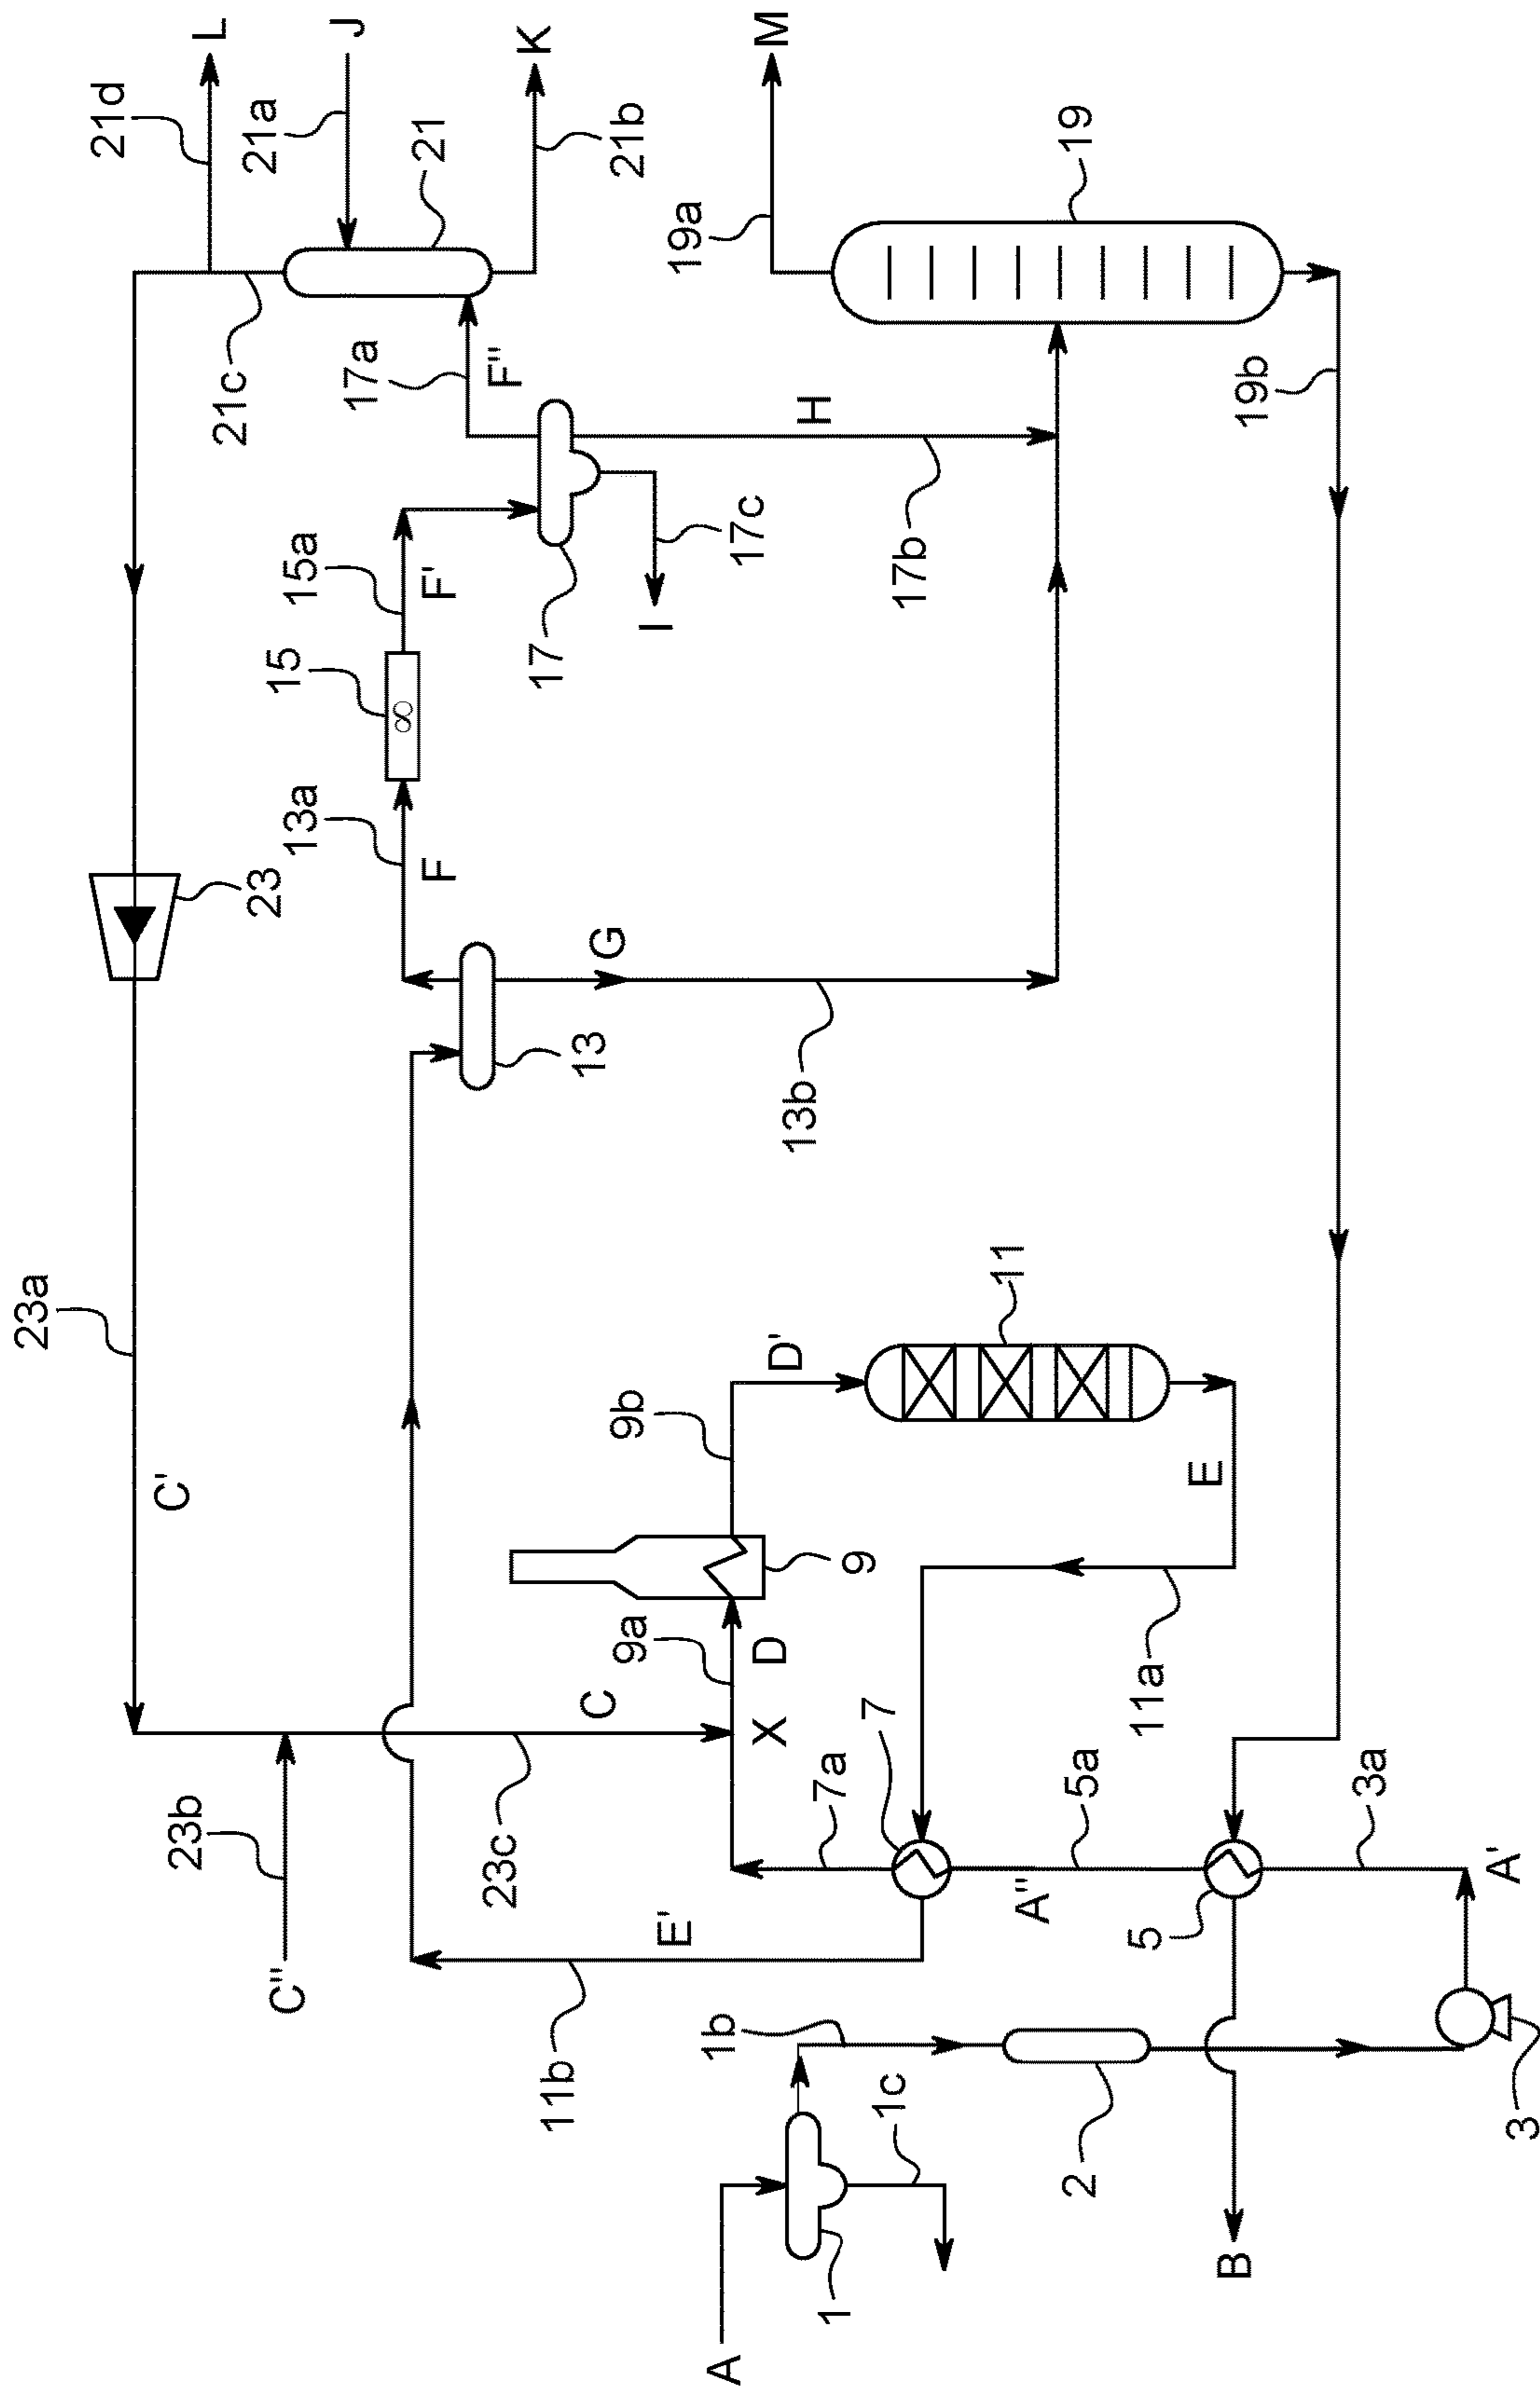 L
J
K
M
21d
21a
21
21b
19a
19
21c
17a
F"
H
19b
15a
F'
17
17c
I
17b
15
∞
13a
F
23
G
13
13b
23a
C'
11
D'
9b
E
9
9a
D
C
X
11a
7
7a
5a
3a
23b
23c
C"
E'
A"
5
A'
1b
11b
1c
2
3
1
B
A